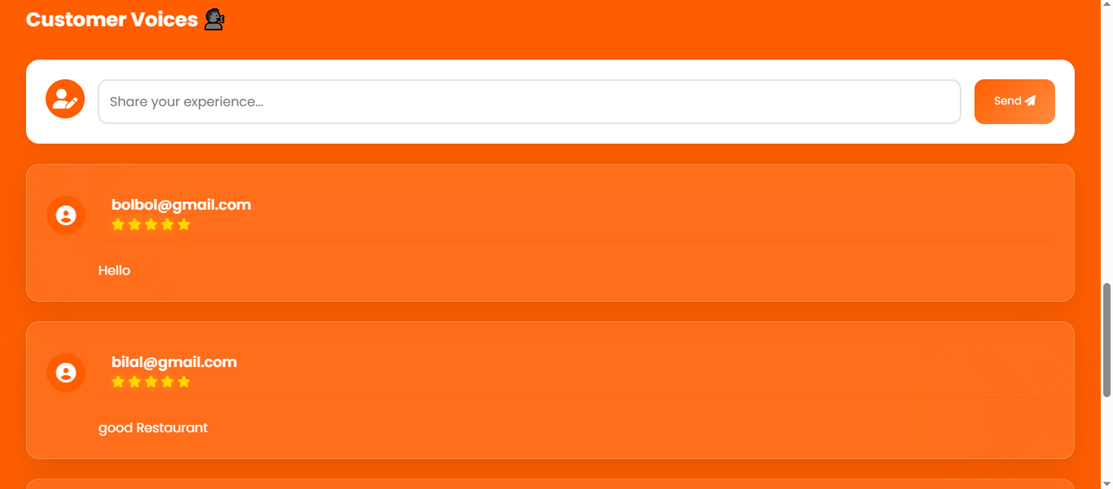 Customer Voices 🗣️
Share your experience...
Send
bolbol@gmail.com
Hello
bilal@gmail.com
good Restaurant